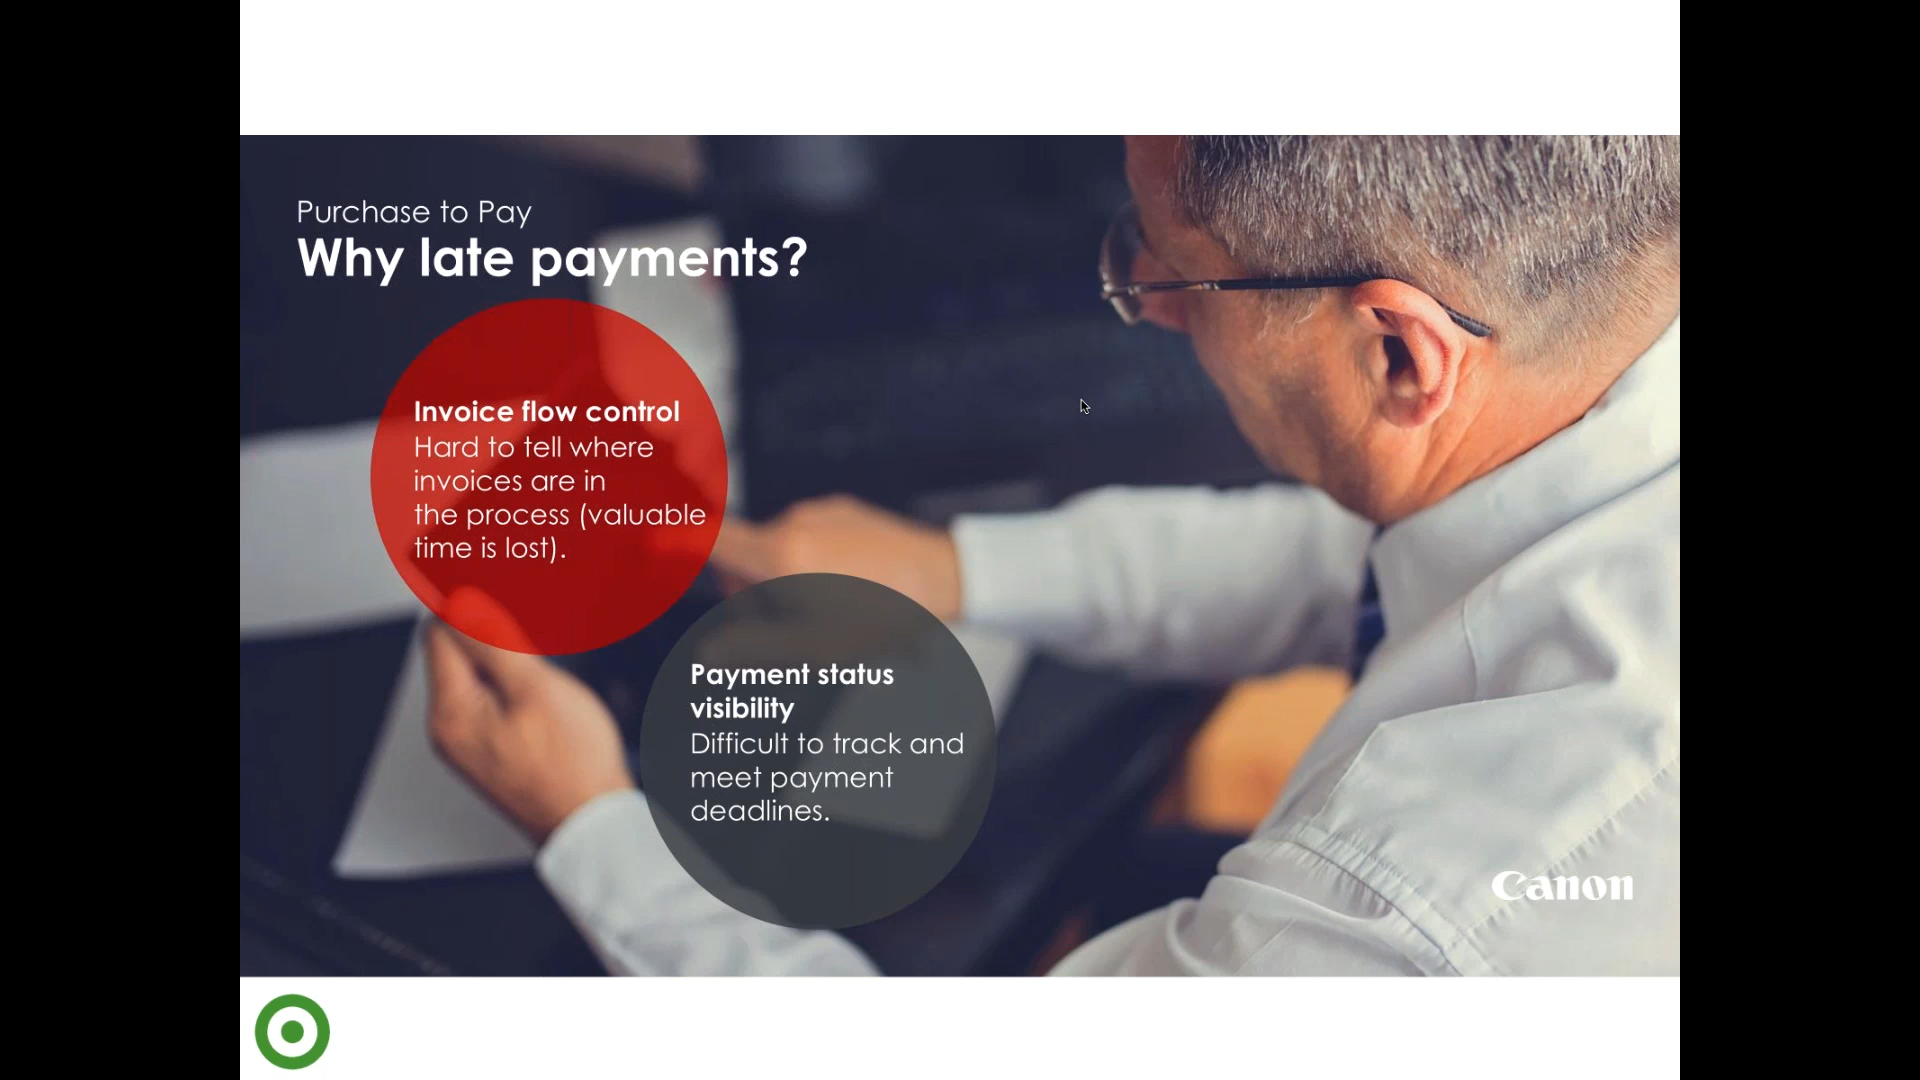 Purchase to Pay
Why late payments?
Invoice flow control
Hard to tell where
invoices are in
the process (valuable
time is lost).
Payment status
visibility
Difficult to track and
meet payment
deadlines.
Canon